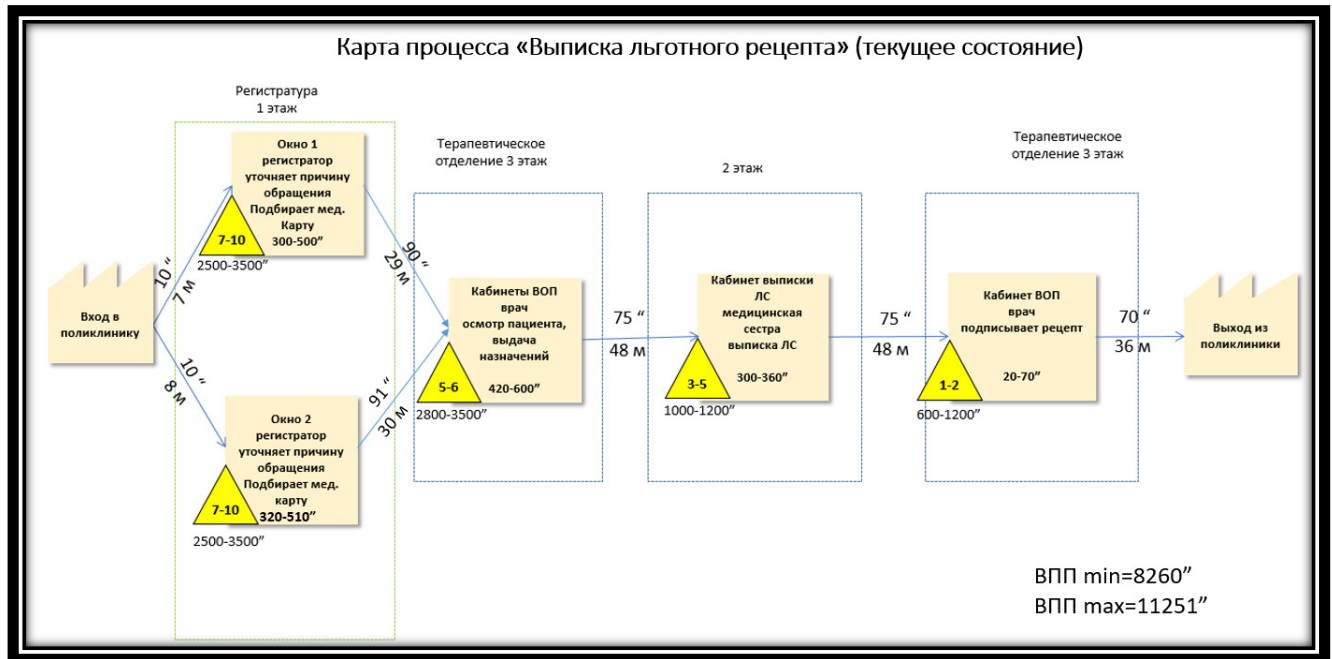 Карта процесса «Выписка льготного рецепта» (текущее состояние)
Регистратура
1 этаж
Вход в
поликлинику
10 “
7 м
10 “
8 м
Окно 1
регистратор
уточняет причину
обращения
Подбирает мед.
Карту
300-500”
7-10
2500-3500”
Окно 2
регистратор
уточняет причину
обращения
Подбирает мед.
карту
320-510”
7-10
2500-3500”
90 “
29 м
91 “
30 м
Терапевтическое
отделение 3 этаж
Кабинеты ВОП
врач
осмотр пациента,
выдача
назначений
420-600”
5-6
2800-3500”
75 “
48 м
2 этаж
Кабинет выписки
ЛС
медицинская
сестра
выписка ЛС
300-360”
3-5
1000-1200”
75 “
48 м
Терапевтическое
отделение 3 этаж
Кабинет ВОП
врач
подписывает рецепт
20-70”
1-2
600-1200”
70 “
36 м
Выход из
поликлиники
ВПП min=8260”
ВПП max=11251”